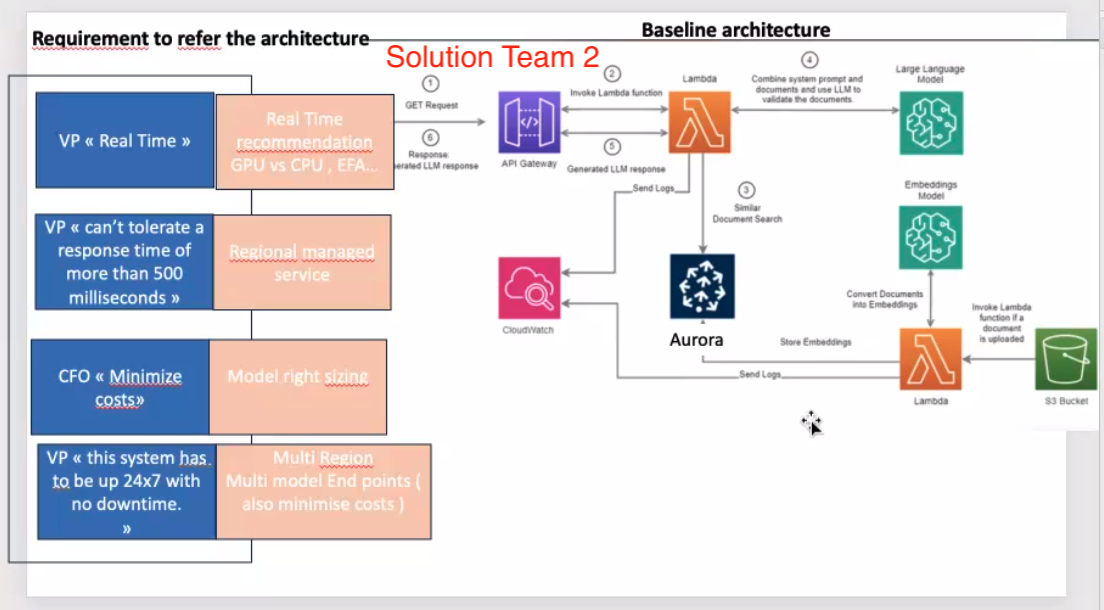 Requirement to refer the architecture
Baseline architecture
Solution Team 2
VP « Real Time »
Real Time
recommendation
GPU vs CPU , EFA...
VP « can't tolerate a
response time of
more than 500
milliseconds »
Regional managed
service
CFO « Minimize
costs»
Model right sizing
VP « this system has
to be up 24x7 with
no downtime.
»
Multi Region
Multi model End points (
also minimise costs )
1
GET Request
6
Response:
erated LLM response
API Gateway
2
Invoke Lambda function
5
Generated LLM response
Lambda
4
Combine system prompt and
documents and use LLM to
validate the documents.
Large Language
Model
Send Logs
3
Similar
Document Search
Embeddings
Model
CloudWatch
Aurora
Convert Documents
into Embeddings
Invoke Lambda
function if a
document
is uploaded
Store Embeddings
Send Logs
Lambda
S3 Bucket